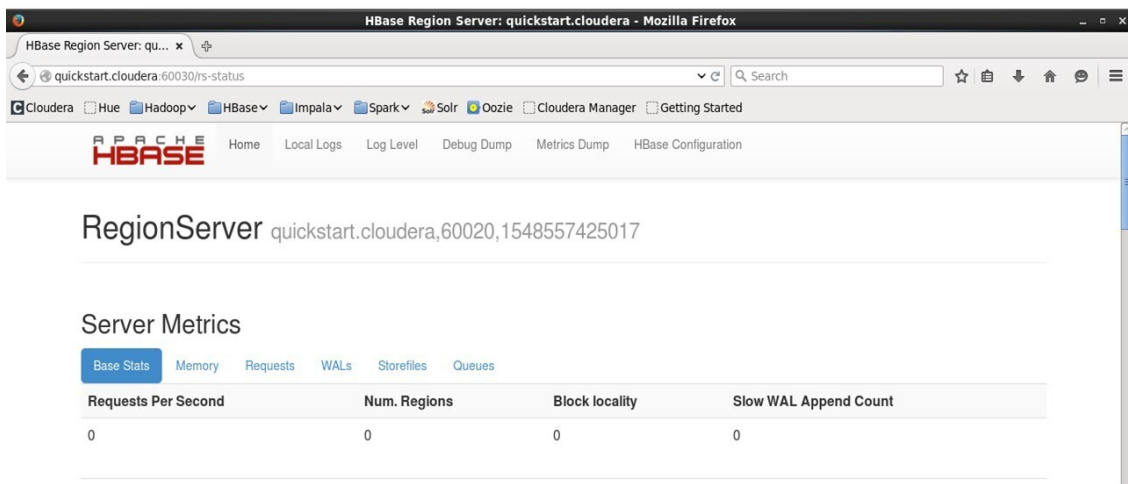 HBase Region Server: quickstart.cloudera - Mozilla Firefox
HBase Region Server: qu...
quickstart.cloudera:60030/rs-status Search
Cloudera Hue Hadoop HBase Impala Spark Solr Oozie Cloudera Manager Getting Started
APACHE HBASE Home Local Logs Log Level Debug Dump Metrics Dump HBase Configuration
RegionServer quickstart.cloudera,60020,1548557425017
Server Metrics
Base Stats Memory Requests WALs Storefiles Queues
Requests Per Second Num. Regions Block locality Slow WAL Append Count
0 0 0 0